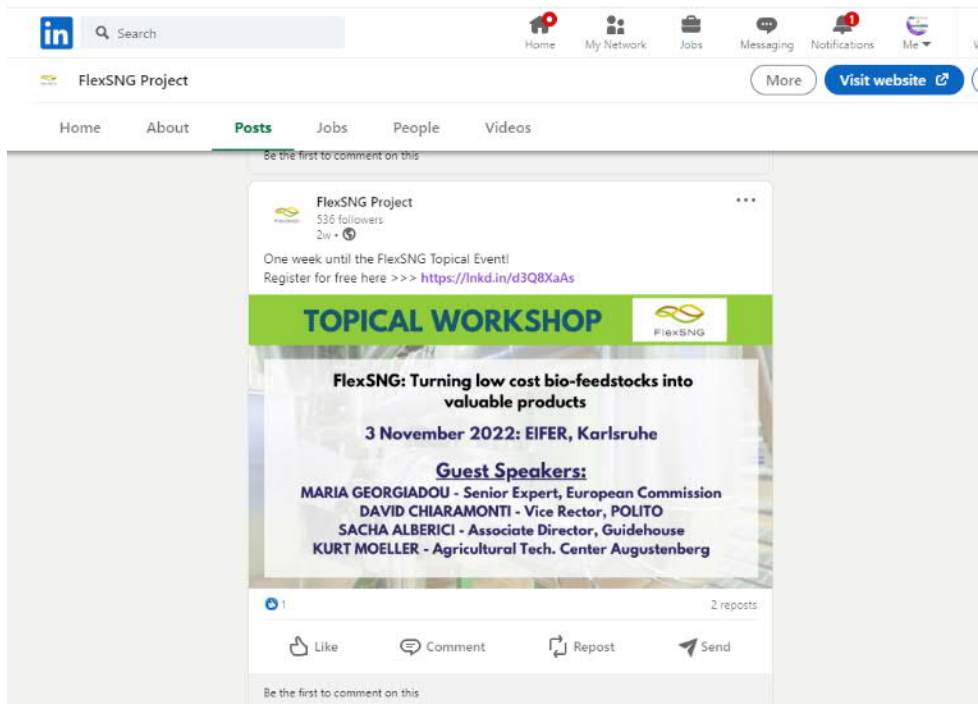 in
Search
Home
My Network
Jobs
Messaging
1
Notifications
Me
FlexSNG Project
More
Visit website
Home
About
Posts
Jobs
People
Videos
Be the first to comment on this
FlexSNG Project
536 followers
2w •
One week until the FlexSNG Topical Event!
Register for free here >>> https://lnkd.in/d3Q8XaAs
TOPICAL WORKSHOP
FlexSNG
FlexSNG: Turning low cost bio-feedstocks into
valuable products
3 November 2022: EIFER, Karlsruhe
Guest Speakers:
MARIA GEORGIADOU - Senior Expert, European Commission
DAVID CHIARAMONTI - Vice Rector, POLITO
SACHA ALBERICI - Associate Director, Guidehouse
KURT MOELLER - Agricultural Tech. Center Augustenberg
1
2 reposts
Like
Comment
Repost
Send
Be the first to comment on this